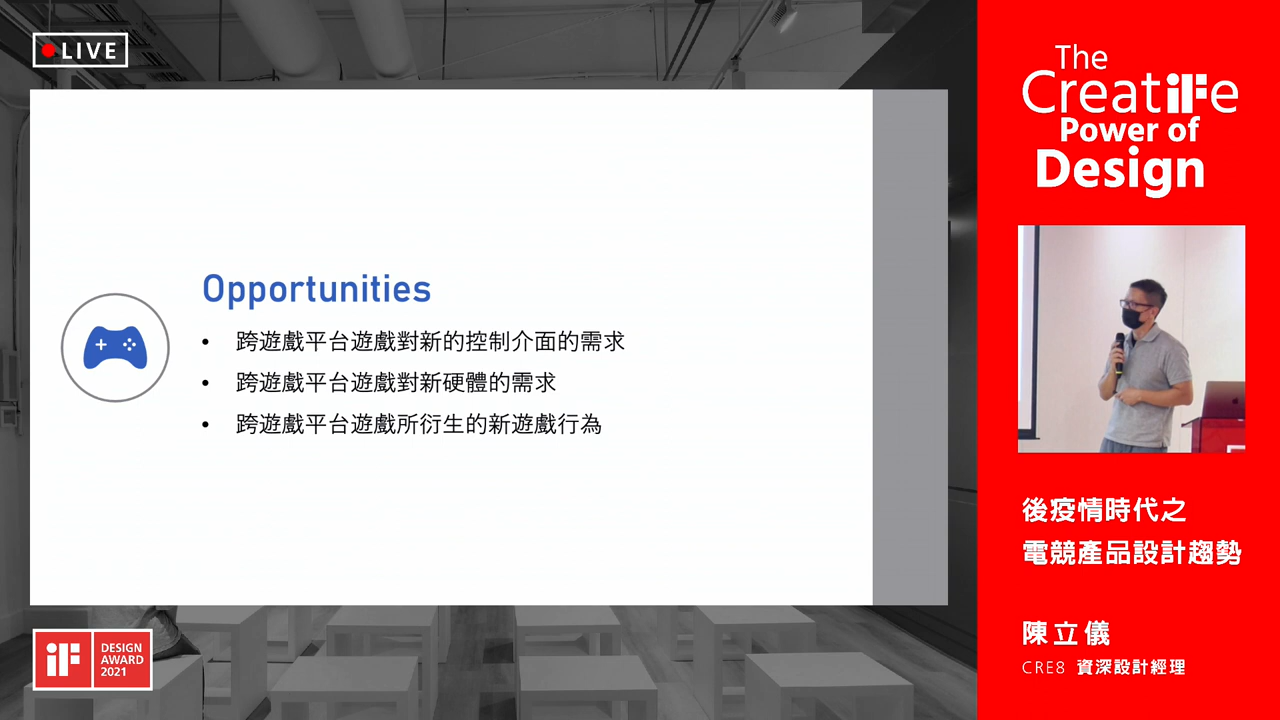 LIVE
Opportunities
• 跨遊戲平台遊戲對新的控制介面的需求
• 跨遊戲平台遊戲對新硬體的需求
• 跨遊戲平台遊戲所衍生的新遊戲行為
iF
DESIGN
AWARD
2021
The
CreatiFe
Power of
Design
後疫情時代之
電競產品設計趨勢
陳立儀
CRE8 資深設計經理